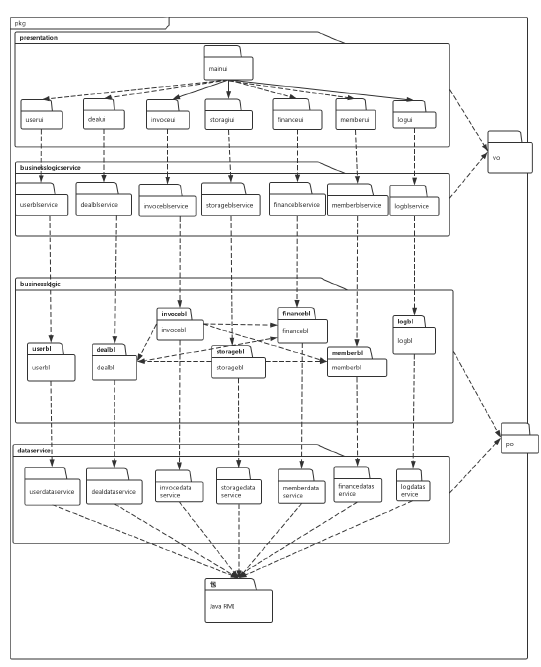 pkg
presentation
mainui
userui
dealui
invoceui
storagiui
financeui
memberui
logui
vo
businesslogicservice
userblservice
dealblservice
invoceblservice
storageblservice
financeblservice
memberblservice
logblservice
businesslogic
invocebl
invocebl
financebl
financebl
logbl
logbl
userbl
userbl
dealbl
dealbl
storagebl
storagebl
memberbl
memberbl
po
dataservice
userdataservice
dealdataservice
invocedata
service
storagedata
service
memberdata
service
financedatas
ervice
logdatas
ervice
包
Java RMI